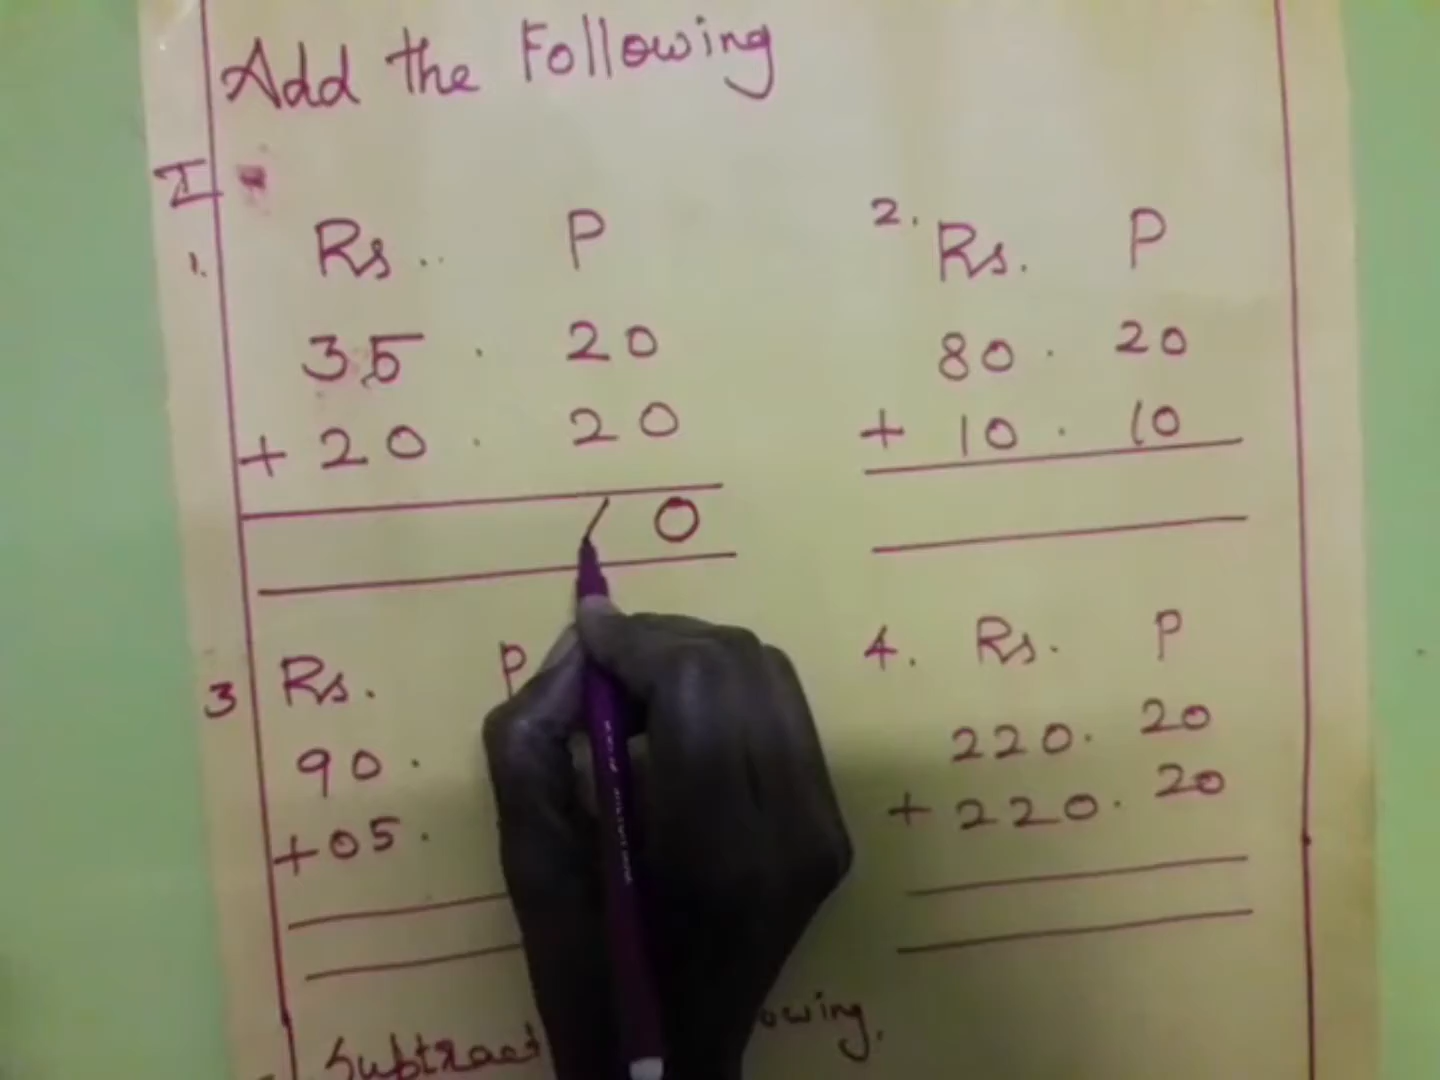 Add the Following
I
1. Rs.. P
35 . 20
+ 20 . 20
0
2. Rs. P
80 . 20
+ 10 . 10
3 Rs. P
90 .
+05 .
4. Rs. P
220. 20
+ 220. 20
Subtract owing.